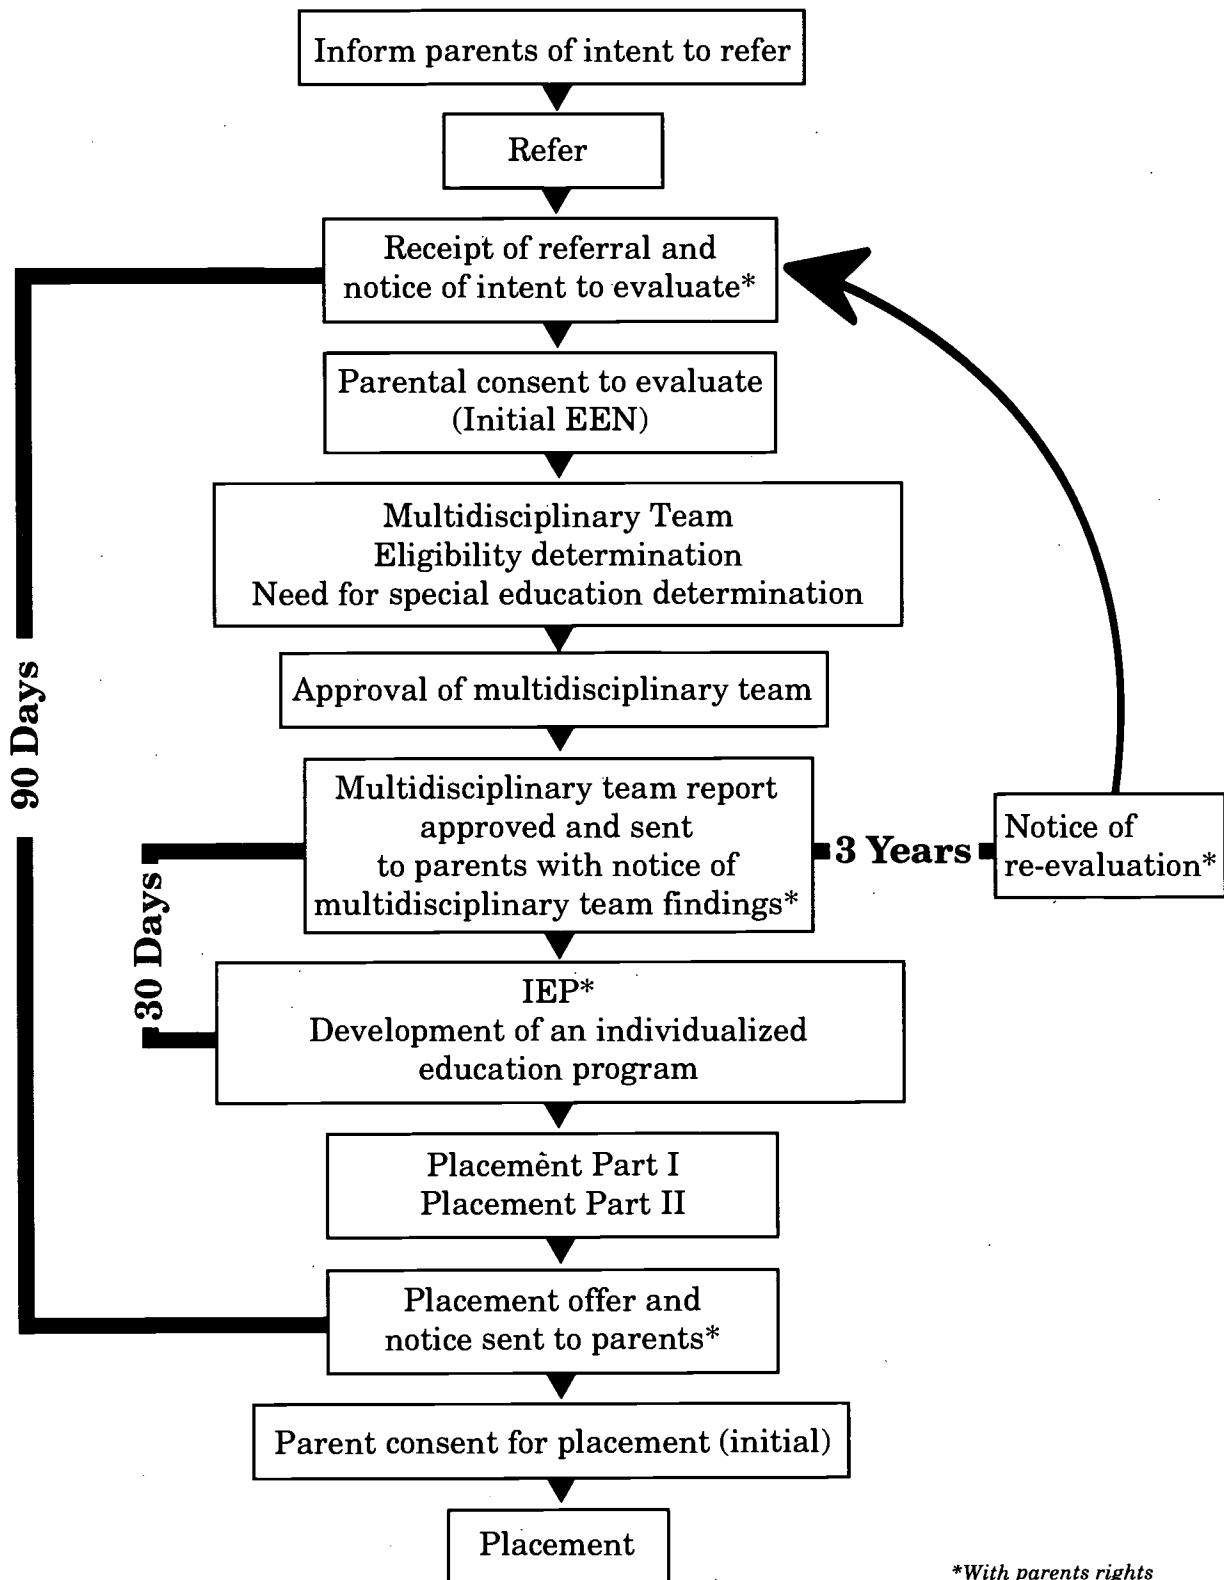 Inform parents of intent to refer
Refer
Receipt of referral and
notice of intent to evaluate*
Parental consent to evaluate
(Initial EEN)
Multidisciplinary Team
Eligibility determination
Need for special education determination
Approval of multidisciplinary team
90 Days
Multidisciplinary team report
approved and sent
to parents with notice of
multidisciplinary team findings*
3 Years
Notice of
re-evaluation*
30 Days
IEP*
Development of an individualized
education program
Placement Part I
Placement Part II
Placement offer and
notice sent to parents*
Parent consent for placement (initial)
Placement
*With parents rights